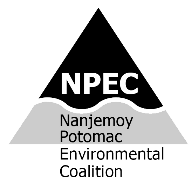 NPEC
Nanjemoy
Potomac
Environmental
Coalition